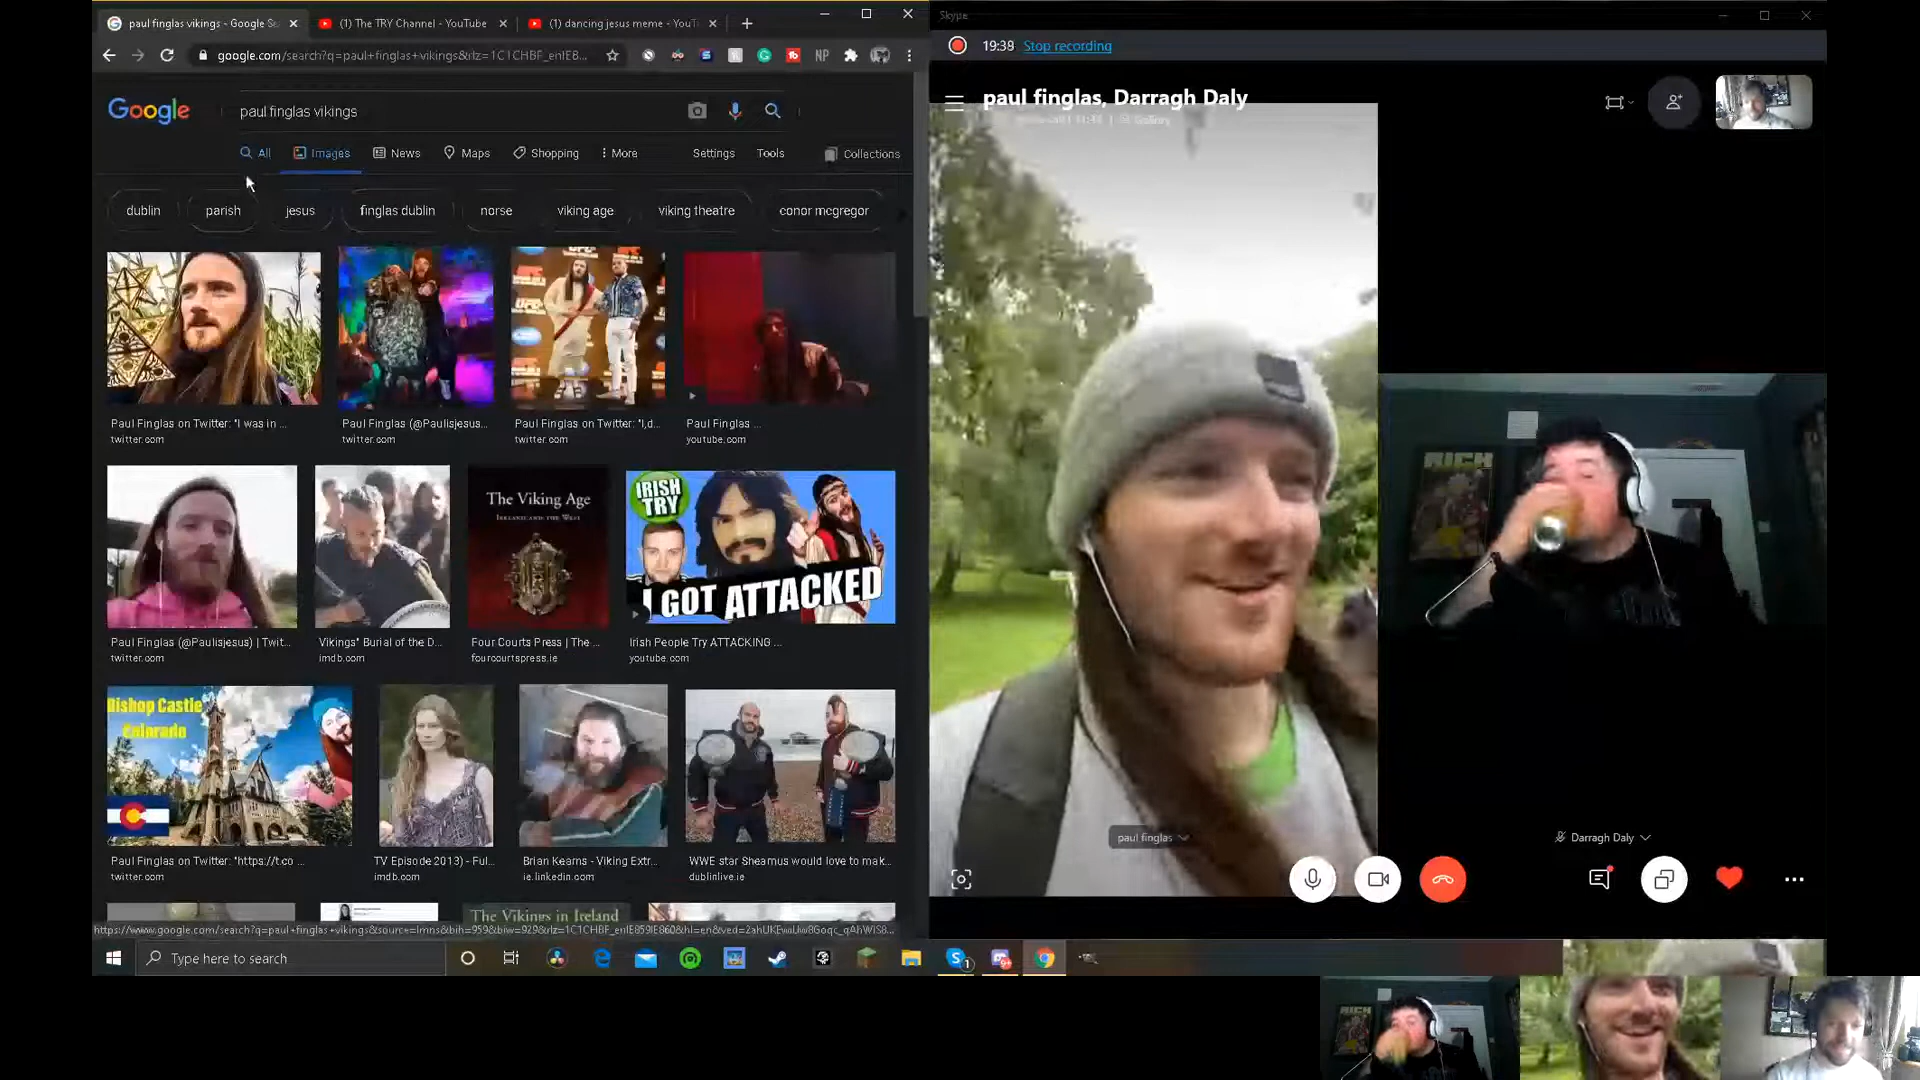 paul finglas vikings - Google Se
(1) The TRY Channel - YouTube
(1) dancing jesus meme - YouT
google.com/search?q=paul+finglas+vikings&rlz=1C1CHBF_enIE8...
NP
Google
paul finglas vikings
All
Images
News
Maps
Shopping
More
Settings
Tools
Collections
dublin
parish
jesus
finglas dublin
norse
viking age
viking theatre
conor mcgregor
Paul Finglas on Twitter: "I was in ...
twitter.com
Paul Finglas (@Paulisjesus...
twitter.com
Paul Finglas on Twitter: "I,d...
twitter.com
Paul Finglas ...
youtube.com
The Viking Age
IRISH
TRY
I GOT ATTACKED
Paul Finglas (@Paulisjesus) | Twit...
twitter.com
Vikings" Burial of the D...
imdb.com
Four Courts Press | The ...
fourcourtspress.ie
Irish People Try ATTACKING ...
youtube.com
Bishop Castle
Colorado
Paul Finglas on Twitter: "https://t.co ...
twitter.com
TV Episode 2013) - Ful...
imdb.com
Brian Kearns - Viking Extr...
ie.linkedin.com
WWE star Sheamus would love to mak...
dublinlive.ie
The Vikings in Ireland
Type here to search
Skype
19:38 Stop recording
paul finglas, Darragh Daly
Gallery
RICH
paul finglas
Darragh Daly